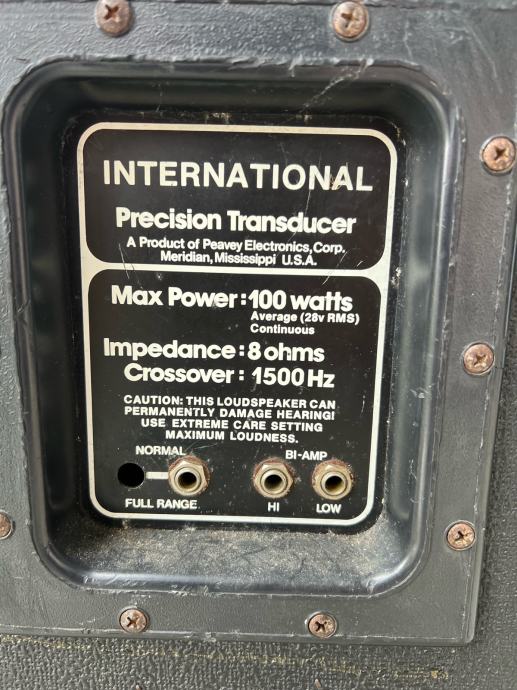 INTERNATIONAL
Precision Transducer
A Product of Peavey Electronics, Corp.
Meridian, Mississippi U.S.A.
Max Power: 100 watts
Average (28v RMS)
Continuous
Impedance: 8 ohms
Crossover: 1500 Hz
CAUTION: THIS LOUDSPEAKER CAN
PERMANENTLY DAMAGE HEARING!
USE EXTREME CARE SETTING
MAXIMUM LOUDNESS.
NORMAL BI-AMP
FULL RANGE HI LOW